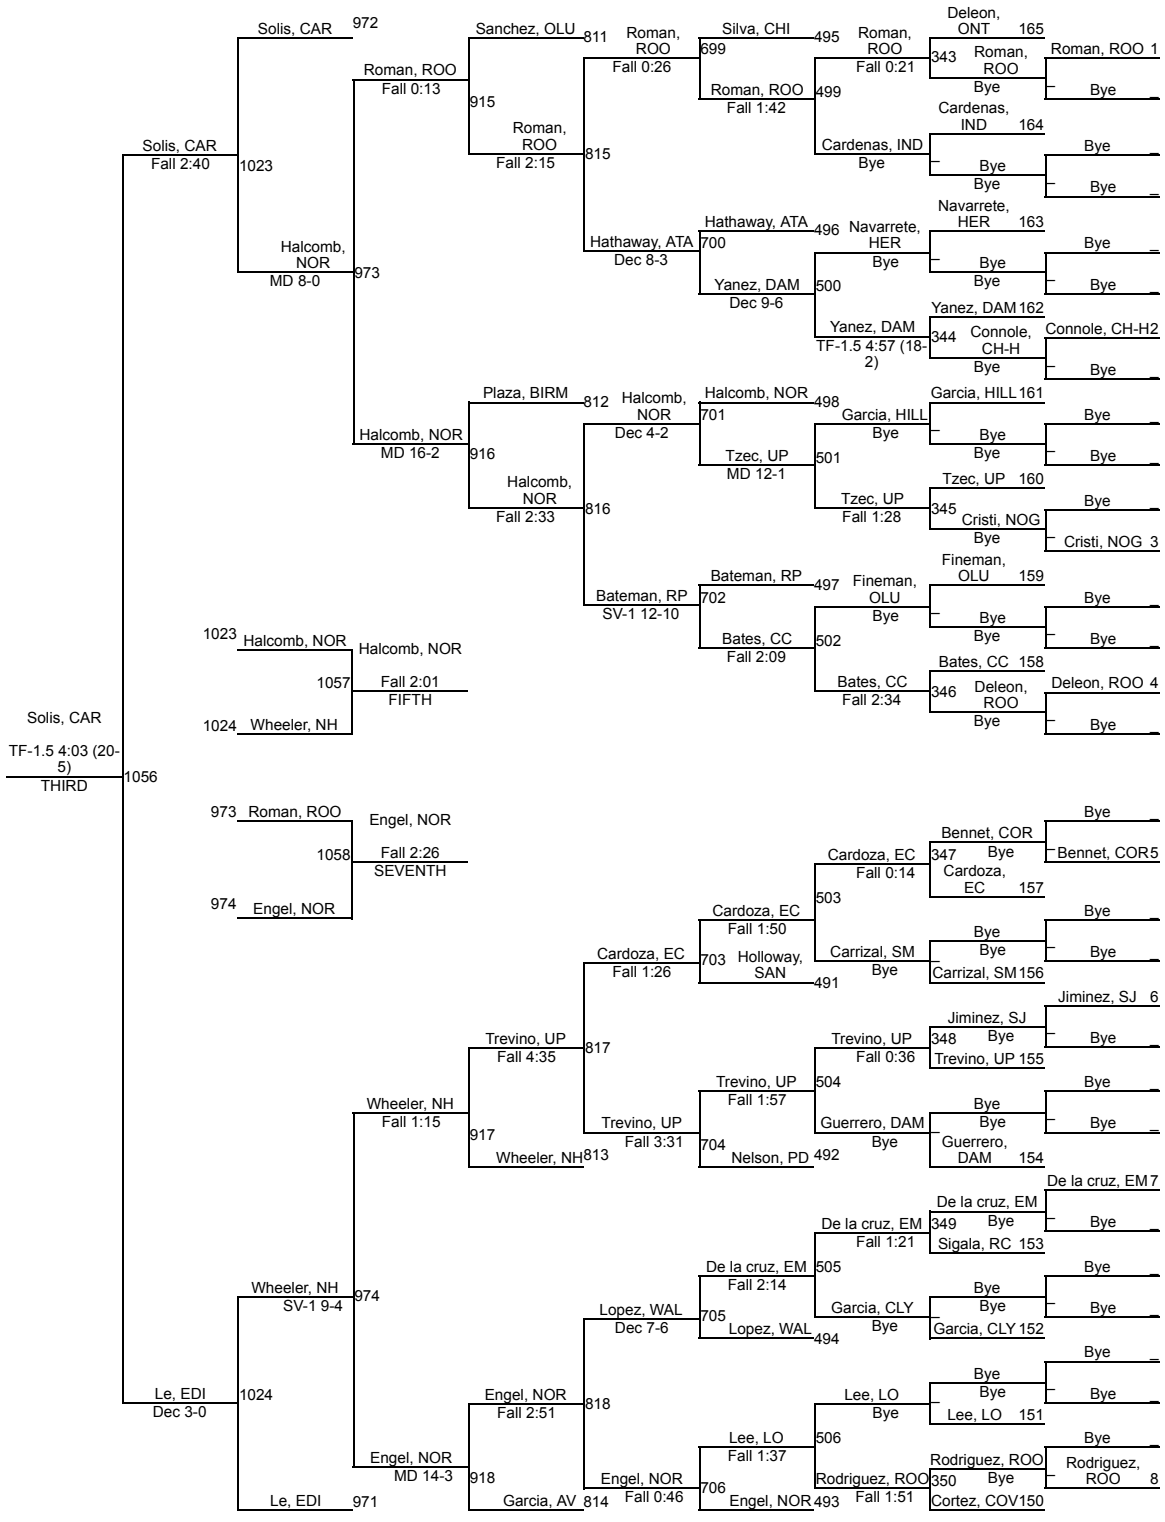 Solis, CAR 972
Sanchez, OLU 811
Roman, ROO
Fall 0:26
Silva, CHI 495
699
Roman, ROO
Fall 0:21
Deleon, ONT 165
343 Roman, ROO
Bye
Roman, ROO 1
Bye _
Roman, ROO
Fall 0:13
915
Roman, ROO
Fall 1:42
499
Cardenas, IND 164
Roman, ROO
Fall 2:15
815
Cardenas, IND
Bye
_ Bye
Bye
Bye _
Bye _
Solis, CAR
Fall 2:40
1023
Hathaway, ATA 496
Hathaway, ATA
Dec 8-3
700
Navarrete, HER
Bye
Navarrete, HER 163
_ Bye
Bye
Bye _
Bye _
Halcomb, NOR
MD 8-0
973
Yanez, DAM
Dec 9-6
500
Yanez, DAM
TF-1.5 4:57 (18-2)
Yanez, DAM 162
344 Connole, CH-H
Bye
Connole, CH-H 2
Bye _
Plaza, BIRM 812
Halcomb, NOR
Dec 4-2
Halcomb, NOR 498
701
Garcia, HILL
Bye
Garcia, HILL 161
_ Bye
Bye
Bye _
Bye _
Halcomb, NOR
MD 16-2
916
Tzec, UP
MD 12-1
501
Halcomb, NOR
Fall 2:33
816
Tzec, UP
Fall 1:28
Tzec, UP 160
345 Cristi, NOG
Bye
Bye _
Cristi, NOG 3
Bateman, RP
SV-1 12-10
Bateman, RP 497
702
Fineman, OLU
Bye
Fineman, OLU 159
_ Bye
Bye
Bye _
Bye _
Bates, CC
Fall 2:09
502
Bates, CC
Fall 2:34
Bates, CC 158
346 Deleon, ROO
Bye
Deleon, ROO 4
Bye _
1023 Halcomb, NOR
Halcomb, NOR
1057 Fall 2:01
FIFTH
1024 Wheeler, NH
Solis, CAR
TF-1.5 4:03 (20-5)
THIRD
1056
973 Roman, ROO
Engel, NOR
1058 Fall 2:26
SEVENTH
974 Engel, NOR
Cardoza, EC
Fall 0:14
Bennet, COR
347 Bye
Cardoza, EC 157
Bye _
Bennet, COR 5
Cardoza, EC
Fall 1:50
503
Cardoza, EC
Fall 1:26
703 Holloway, SAN 491
Carrizal, SM
Bye
Bye
_ Bye
Carrizal, SM 156
Bye _
Bye _
Trevino, UP
Fall 4:35
817
Trevino, UP
Fall 0:36
Jiminez, SJ
348 Bye
Trevino, UP 155
Jiminez, SJ 6
Bye _
Wheeler, NH
Fall 1:15
917
Trevino, UP
Fall 3:31
Trevino, UP
Fall 1:57
504
704
Guerrero, DAM
Bye
Bye
_ Bye
Guerrero, DAM 154
Bye _
Bye _
Wheeler, NH 813
Nelson, PD 492
De la cruz, EM
Fall 1:21
De la cruz, EM
349 Bye
Sigala, RC 153
De la cruz, EM 7
Bye _
Wheeler, NH
SV-1 9-4
974
De la cruz, EM
Fall 2:14
505
Lopez, WAL
Dec 7-6
705
Lopez, WAL 494
Garcia, CLY
Bye
Bye
_ Bye
Garcia, CLY 152
Bye _
Bye _
Le, EDI
Dec 3-0
1024
Engel, NOR
Fall 2:51
818
Lee, LO
Bye
Bye
_ Bye
Lee, LO 151
Bye _
Bye _
Engel, NOR
MD 14-3
918
Lee, LO
Fall 1:37
506
Le, EDI 971
Garcia, AV 814
Engel, NOR
Fall 0:46
706
Engel, NOR 493
Rodriguez, ROO
Fall 1:51
Rodriguez, ROO
350 Bye
Cortez, COV 150
Bye _
Rodriguez, ROO 8